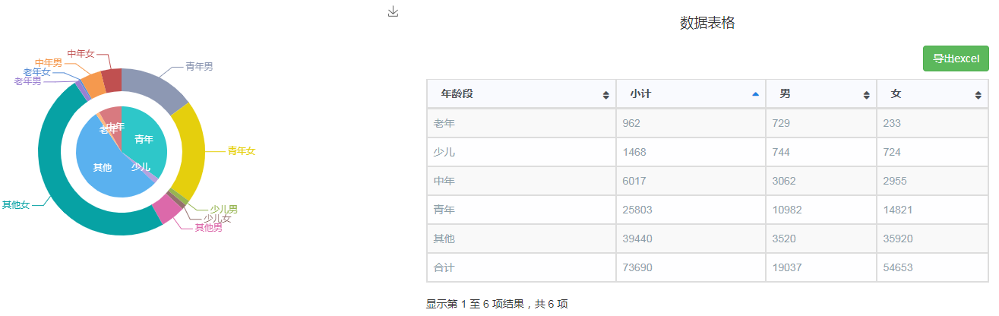 中年女
青年男
中年男
老年女
老年男
中年
老年
青年
青年女
其他
少儿
其他女
少儿男
少儿女
其他男
数据表格
导出excel
年龄段 小计 男 女
老年 962 729 233
少儿 1468 744 724
中年 6017 3062 2955
青年 25803 10982 14821
其他 39440 3520 35920
合计 73690 19037 54653
显示第 1 至 6 项结果，共 6 项